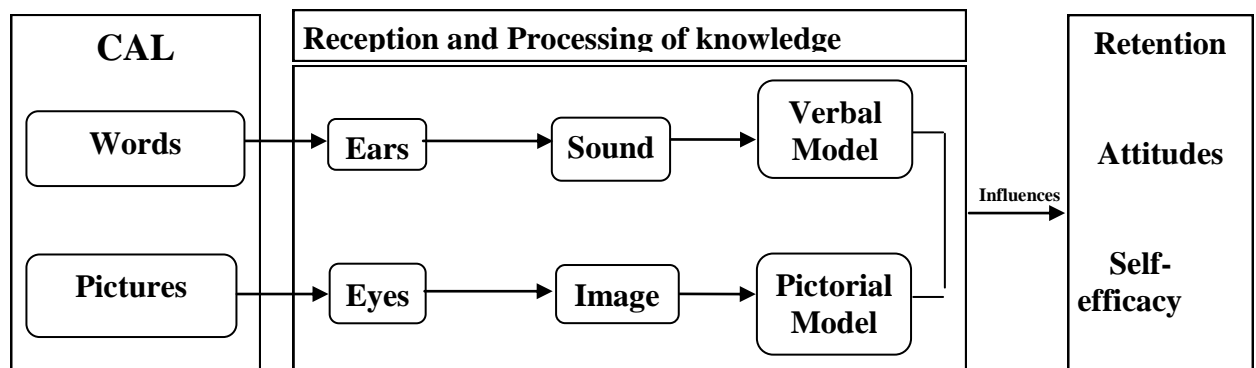 CAL
Reception and Processing of knowledge
Words
Ears
Sound
Verbal
Model
Pictures
Eyes
Image
Pictorial
Model
Influences
Retention
Attitudes
Self-
efficacy